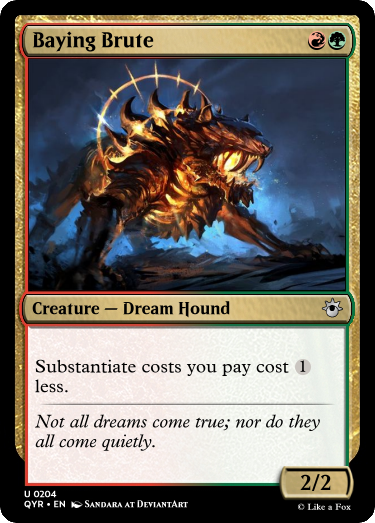 Baying Brute
Creature — Dream Hound
Substantiate costs you pay cost 1
less.
Not all dreams come true; nor do they
all come quietly.
2/2
U 0204
QYR • EN Sandara at DeviantArt
© Like a Fox